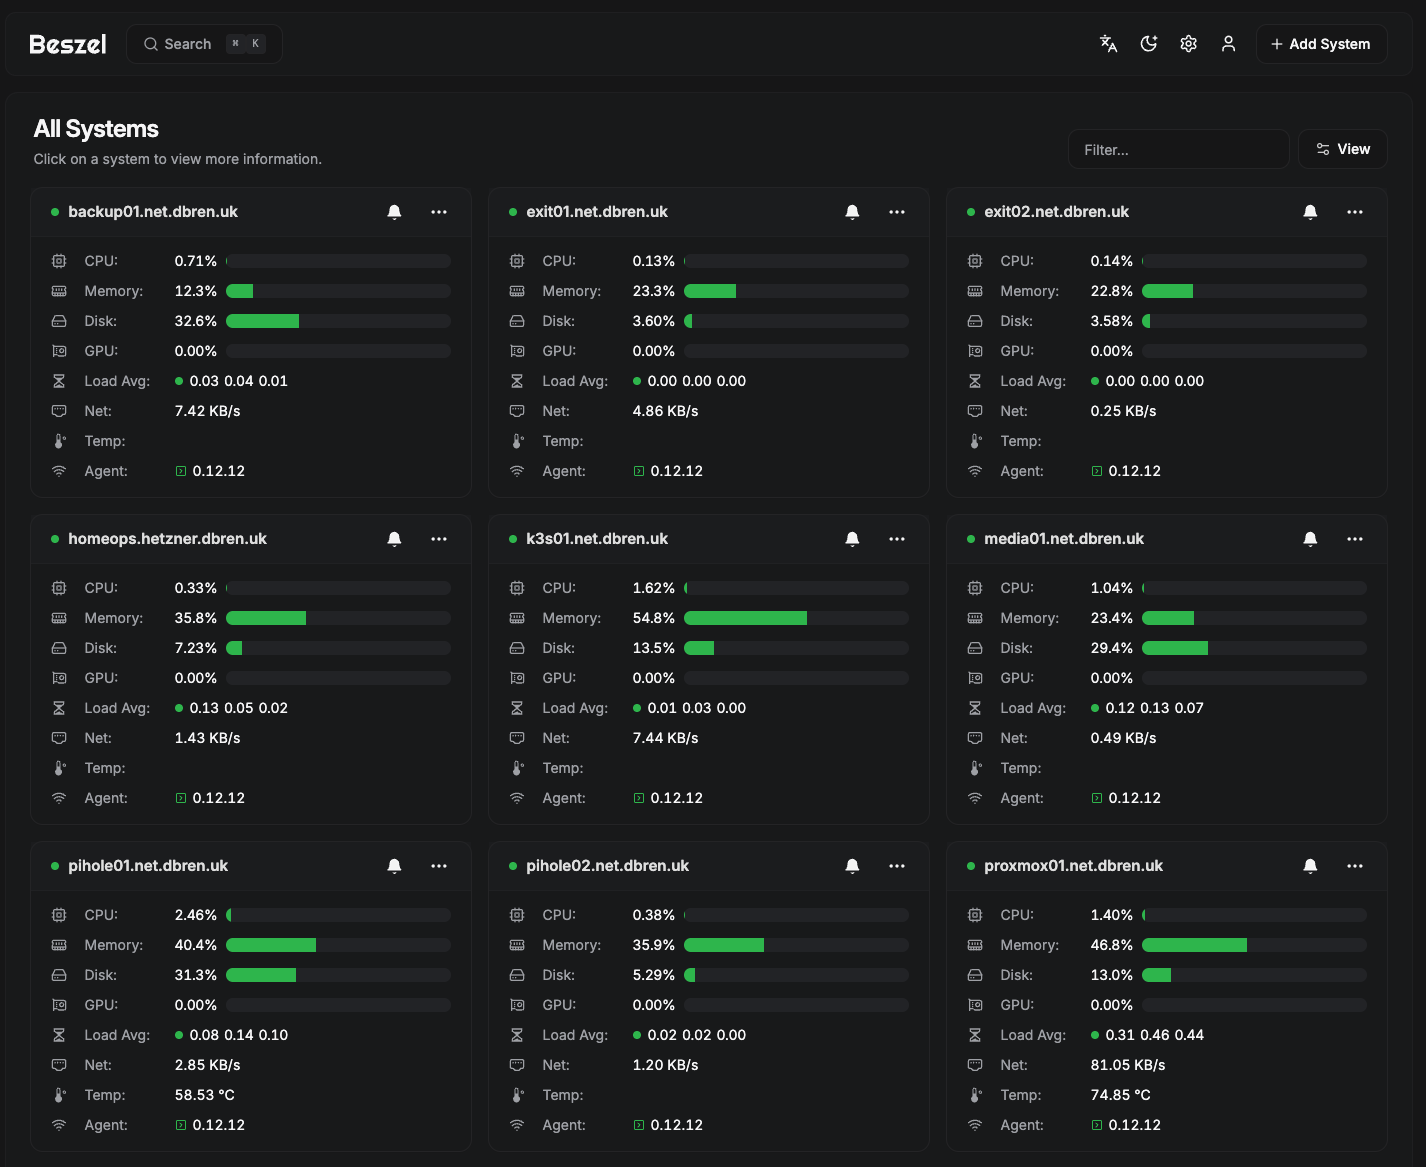 Beszel Search ⌘ K Add System
All Systems
Click on a system to view more information.
Filter... View
backup01.net.dbren.uk
CPU: 0.71%
Memory: 12.3%
Disk: 32.6%
GPU: 0.00%
Load Avg: 0.03 0.04 0.01
Net: 7.42 KB/s
Temp:
Agent: 0.12.12
exit01.net.dbren.uk
CPU: 0.13%
Memory: 23.3%
Disk: 3.60%
GPU: 0.00%
Load Avg: 0.00 0.00 0.00
Net: 4.86 KB/s
Temp:
Agent: 0.12.12
exit02.net.dbren.uk
CPU: 0.14%
Memory: 22.8%
Disk: 3.58%
GPU: 0.00%
Load Avg: 0.00 0.00 0.00
Net: 0.25 KB/s
Temp:
Agent: 0.12.12
homeops.hetzner.dbren.uk
CPU: 0.33%
Memory: 35.8%
Disk: 7.23%
GPU: 0.00%
Load Avg: 0.13 0.05 0.02
Net: 1.43 KB/s
Temp:
Agent: 0.12.12
k3s01.net.dbren.uk
CPU: 1.62%
Memory: 54.8%
Disk: 13.5%
GPU: 0.00%
Load Avg: 0.01 0.03 0.00
Net: 7.44 KB/s
Temp:
Agent: 0.12.12
media01.net.dbren.uk
CPU: 1.04%
Memory: 23.4%
Disk: 29.4%
GPU: 0.00%
Load Avg: 0.12 0.13 0.07
Net: 0.49 KB/s
Temp:
Agent: 0.12.12
pihole01.net.dbren.uk
CPU: 2.46%
Memory: 40.4%
Disk: 31.3%
GPU: 0.00%
Load Avg: 0.08 0.14 0.10
Net: 2.85 KB/s
Temp: 58.53 °C
Agent: 0.12.12
pihole02.net.dbren.uk
CPU: 0.38%
Memory: 35.9%
Disk: 5.29%
GPU: 0.00%
Load Avg: 0.02 0.02 0.00
Net: 1.20 KB/s
Temp:
Agent: 0.12.12
proxmox01.net.dbren.uk
CPU: 1.40%
Memory: 46.8%
Disk: 13.0%
GPU: 0.00%
Load Avg: 0.31 0.46 0.44
Net: 81.05 KB/s
Temp: 74.85 °C
Agent: 0.12.12